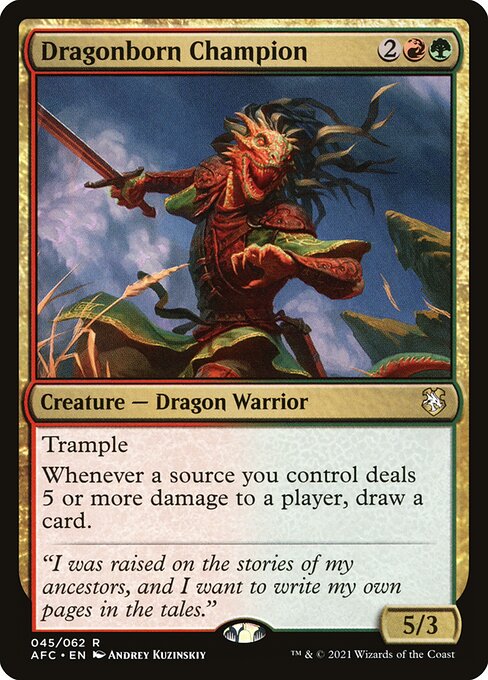 Dragonborn Champion 2
Creature — Dragon Warrior
Trample
Whenever a source you control deals
5 or more damage to a player, draw a
card.
“I was raised on the stories of my
ancestors, and I want to write my own
pages in the tales.”
5/3
045/062 R
AFC • EN Andrey Kuzinskiy
™ & © 2021 Wizards of the Coast